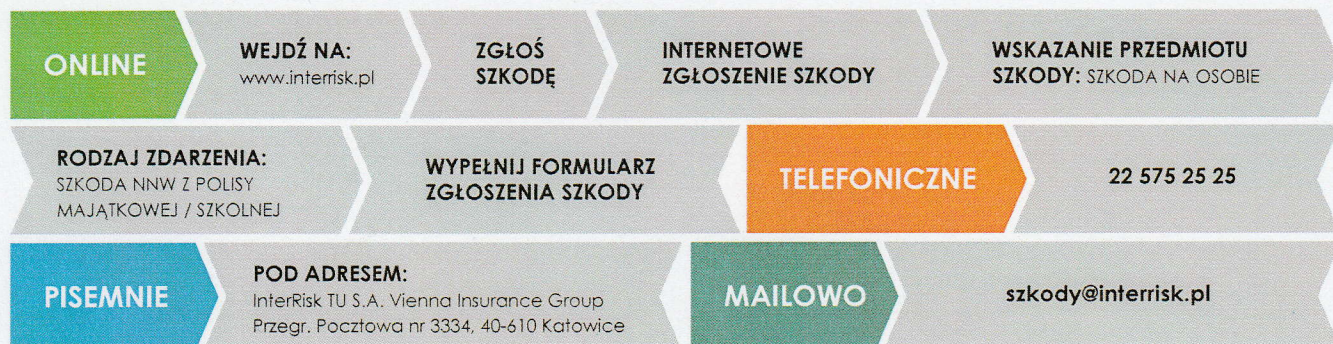 ONLINE
WEJDŹ NA:
www.interrisk.pl
ZGŁOŚ
SZKODĘ
INTERNETOWE
ZGŁOSZENIE SZKODY
WSKAZANIE PRZEDMIOTU
SZKODY: SZKODA NA OSOBIE
RODZAJ ZDARZENIA:
SZKODA NNW Z POLISY
MAJĄTKOWEJ / SZKOLNEJ
WYPEŁNIJ FORMULARZ
ZGŁOSZENIA SZKODY
TELEFONICZNE
22 575 25 25
PISEMNIE
POD ADRESEM:
InterRisk TU S.A. Vienna Insurance Group
Przegr. Pocztowa nr 3334, 40-610 Katowice
MAILOWO
szkody@interrisk.pl